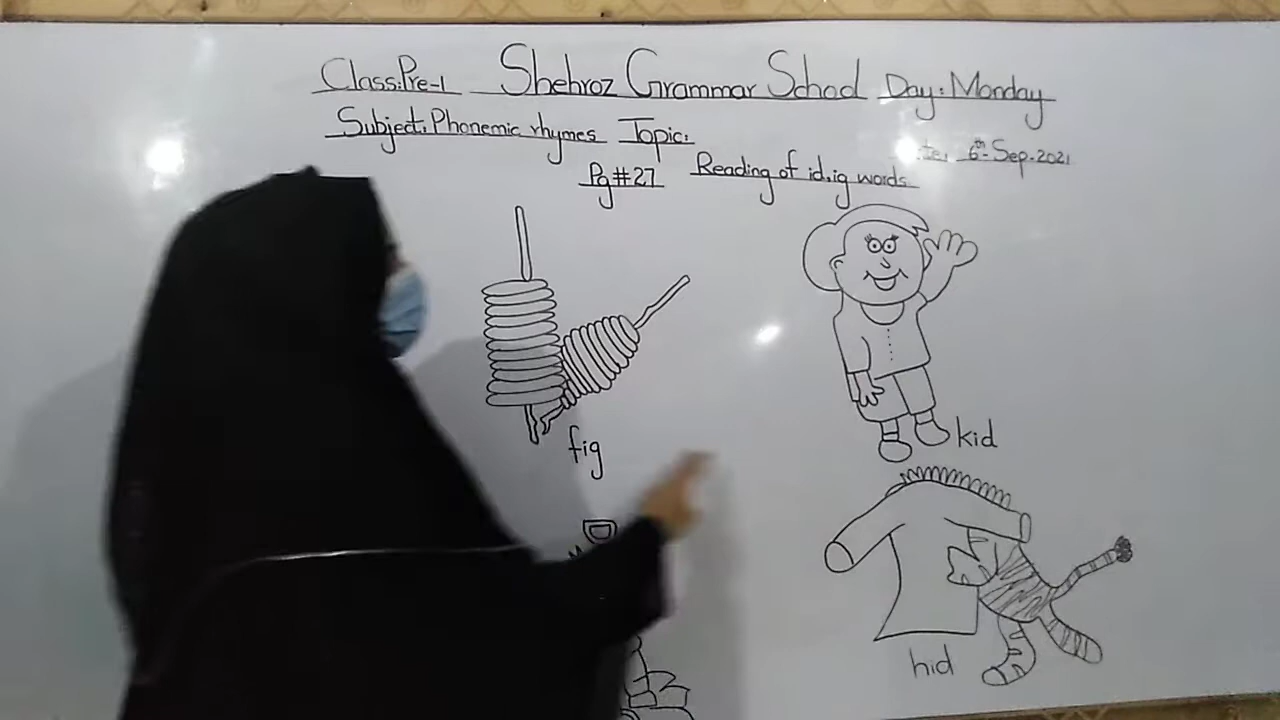 Class:Pre-1 Shehroz Grammar School Day: Monday
Subject: Phonemic rhymes Topic:
6th Sep. 2021
Pg#27 Reading of id, ig words
fig
kid
hid